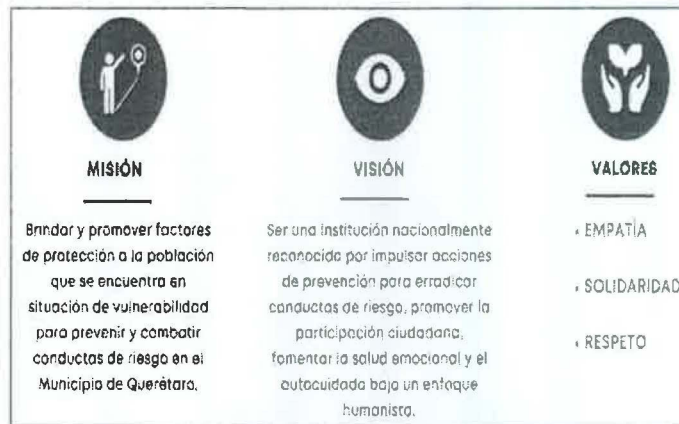 MISIÓN
Brindar y promover factores
de protección a la población
que se encuentra en
situación de vulnerabilidad
para prevenir y combatir
conductas de riesgo en el
Municipio de Querétaro.
VISIÓN
Ser una institución nacionalmente
reconocida por impulsar acciones
de prevención para erradicar
conductas de riesgo, promover la
participación ciudadana,
fomentar la salud emocional y el
autocuidado bajo un enfoque
humanista.
VALORES
• EMPATÍA
• SOLIDARIDAD
• RESPETO